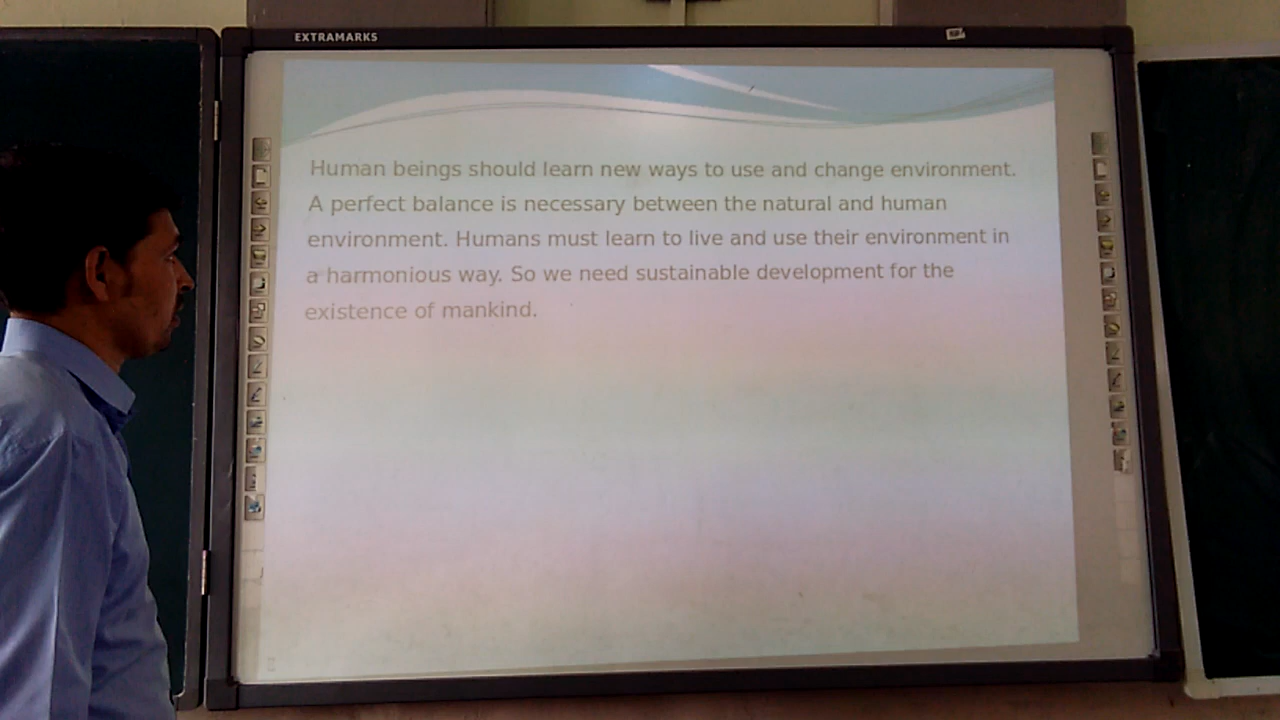 EXTRAMARKS
Human beings should learn new ways to use and change environment.
A perfect balance is necessary between the natural and human
environment. Humans must learn to live and use their environment in
a harmonious way. So we need sustainable development for the
existence of mankind.